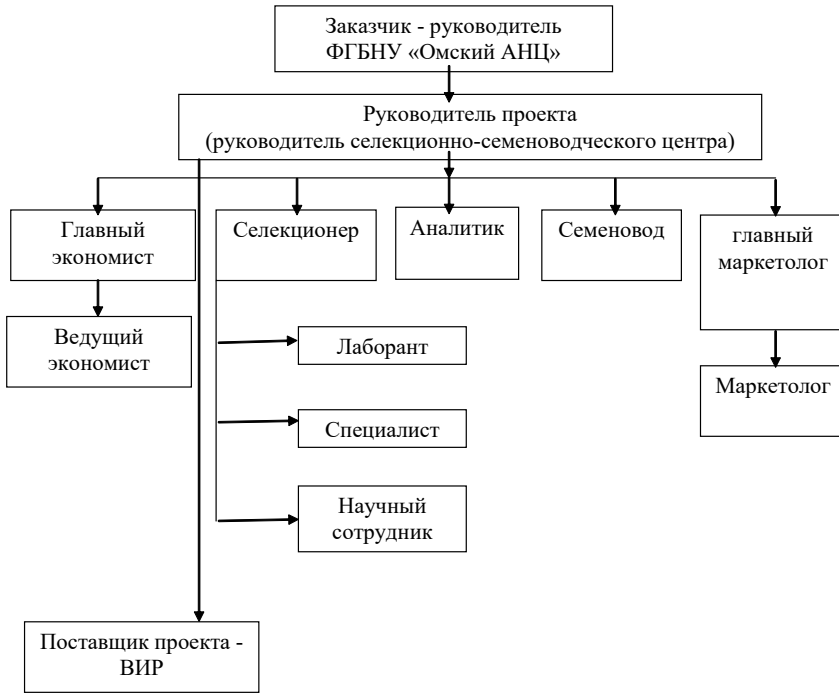 Заказчик - руководитель
ФГБНУ «Омский АНЦ»
Руководитель проекта
(руководитель селекционно-семеноводческого центра)
Главный
экономист
Селекционер
Аналитик
Семеновод
главный
маркетолог
Ведущий
экономист
Лаборант
Маркетолог
Специалист
Научный
сотрудник
Поставщик проекта -
ВИР